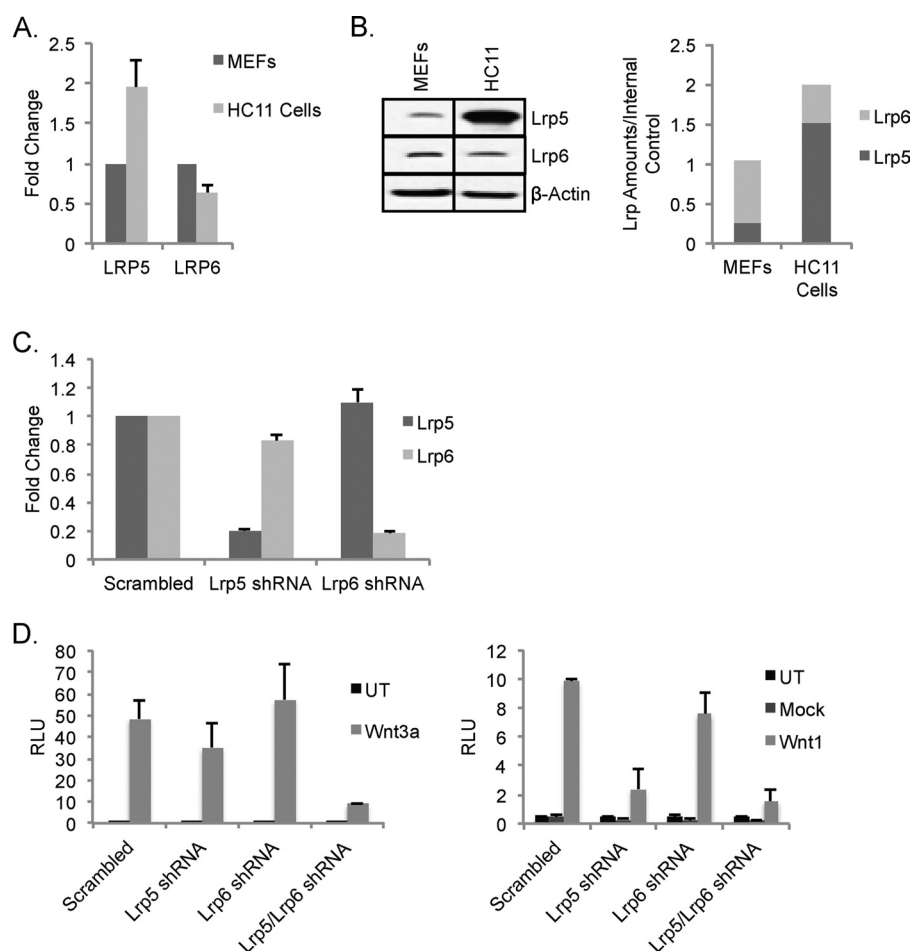 A.
Fold Change
2.5
2
1.5
1
0.5
0
LRP5 LRP6
MEFs
HC11 Cells
B.
MEFs
HC11
Lrp5
Lrp6
β-Actin
Lrp Amounts/Internal
Control
2.5
2
1.5
1
0.5
0
MEFs HC11
Cells
Lrp6
Lrp5
C.
Fold Change
1.4
1.2
1
0.8
0.6
0.4
0.2
0
Scrambled Lrp5 shRNA Lrp6 shRNA
Lrp5
Lrp6
D.
RLU
80
70
60
50
40
30
20
10
0
Scrambled
Lrp5 shRNA
Lrp6 shRNA
Lrp5/Lrp6 shRNA
UT
Wnt3a
RLU
12
10
8
6
4
2
0
Scrambled
Lrp5 shRNA
Lrp6 shRNA
Lrp5/Lrp6 shRNA
UT
Mock
Wnt1